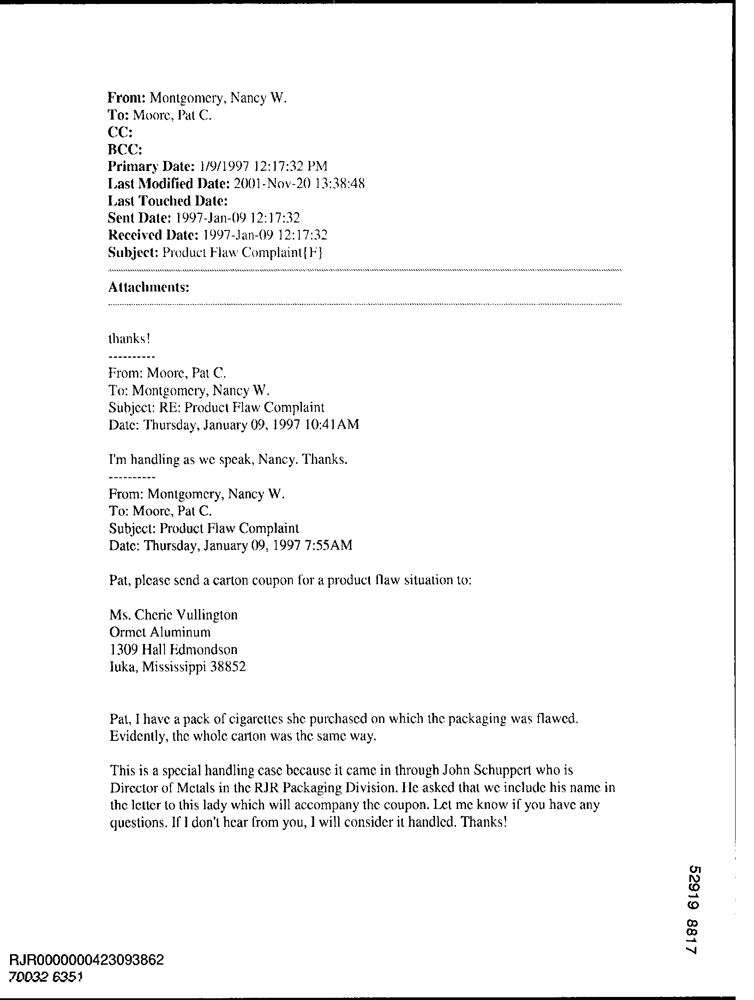 From: Montgomery, Nancy W.
To: Moore, Pat C.
CC:
BCC:
Primary Date: 1/9/1997 12:17:32 PM
Last Modified Date: 2001-Nov-20 13:38:48
Last Touched Date:
Sent Date: 1997-Jan-09 12:17:32
Received Date: 1997-Jan-09 12:17:32
Subject: Product Flaw Complaint{F}
Attachments:
thanks!
----------
From: Moore, Pat C.
To: Montgomery, Nancy W.
Subject: RE: Product Flaw Complaint
Date: Thursday, January 09, 1997 10:41AM
I'm handling as we speak, Nancy. Thanks.
----------
From: Montgomery, Nancy W.
To: Moore, Pat C.
Subject: Product Flaw Complaint
Date: Thursday, January 09, 1997 7:55AM
Pat, please send a carton coupon for a product flaw situation to:
Ms. Cherie Vullington
Ormet Aluminum
1309 Hall Edmondson
Iuka, Mississippi 38852
Pat, I have a pack of cigarettes she purchased on which the packaging was flawed.
Evidently, the whole carton was the same way.
This is a special handling case because it came in through John Schuppert who is
Director of Metals in the RJR Packaging Division. He asked that we include his name in
the letter to this lady which will accompany the coupon. Let me know if you have any
questions. If I don't hear from you, I will consider it handled. Thanks!
52919 8817
RJR0000000423093862
70032 6351